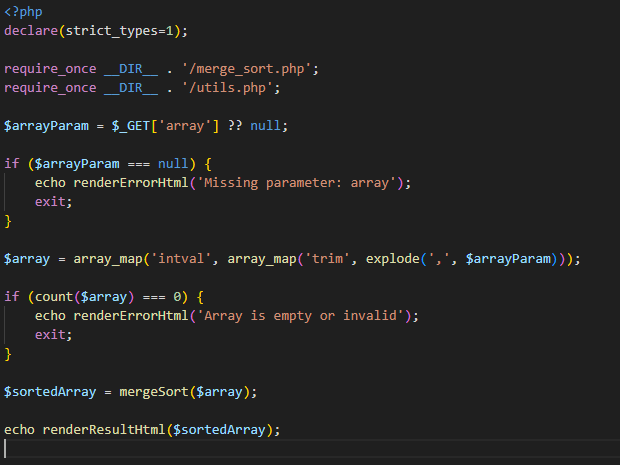 <?php
declare(strict_types=1);
require_once __DIR__ . '/merge_sort.php';
require_once __DIR__ . '/utils.php';
$arrayParam = $_GET['array'] ?? null;
if ($arrayParam === null) {
    echo renderErrorHtml('Missing parameter: array');
    exit;
}
$array = array_map('intval', array_map('trim', explode(',', $arrayParam)));
if (count($array) === 0) {
    echo renderErrorHtml('Array is empty or invalid');
    exit;
}
$sortedArray = mergeSort($array);
echo renderResultHtml($sortedArray);